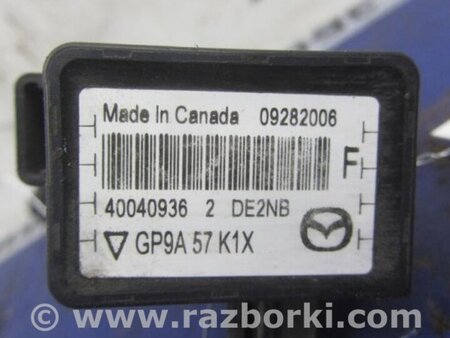 Made In Canada 09282006
F
40040936 2 DE2NB
GP9A 57 K1X
www.razborki.com